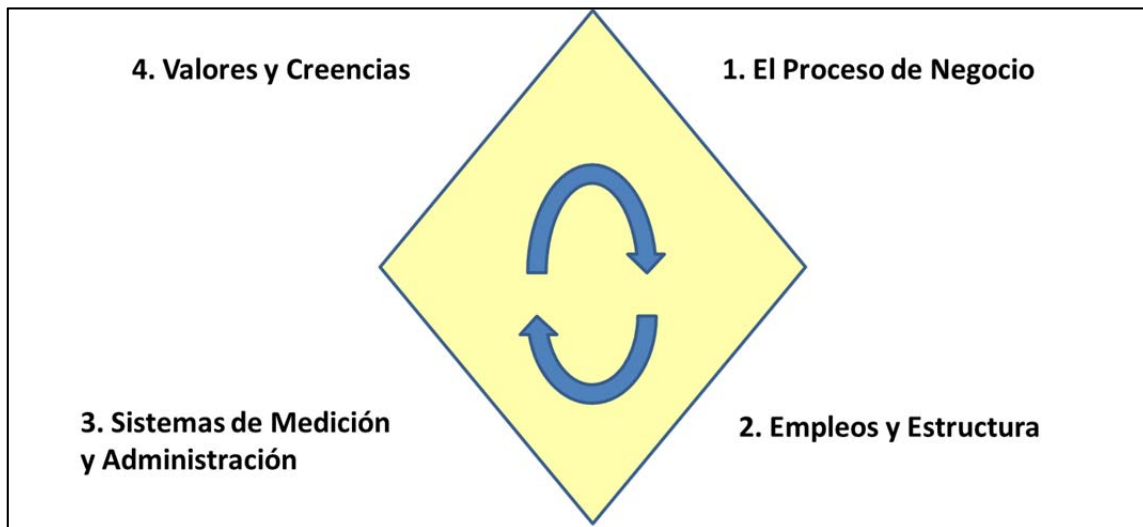 4. Valores y Creencias
1. El Proceso de Negocio
3. Sistemas de Medición
y Administración
2. Empleos y Estructura